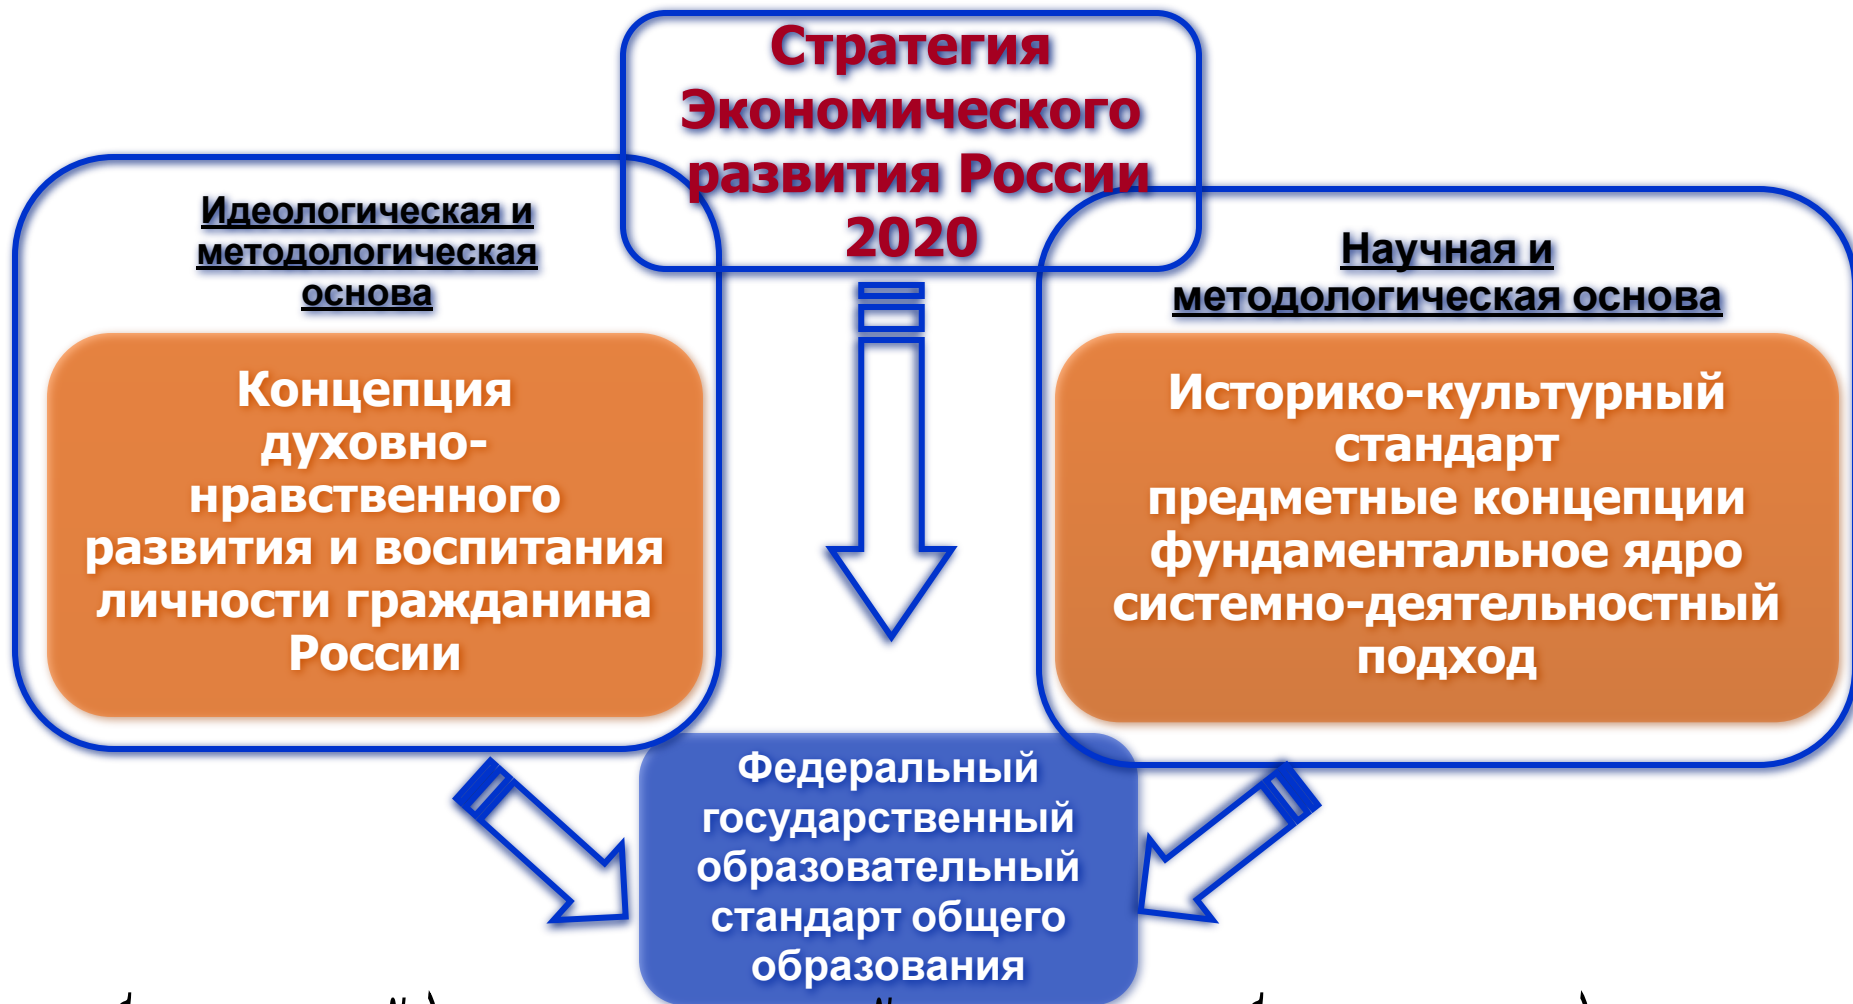 Стратегия
Экономического
развития России
2020
Идеологическая и
методологическая
основа
Концепция
духовно-
нравственного
развития и воспитания
личности гражданина
России
Научная и
методологическая основа
Историко-культурный
стандарт
предметные концепции
фундаментальное ядро
системно-деятельностный
подход
Федеральный
государственный
образовательный
стандарт общего
образования